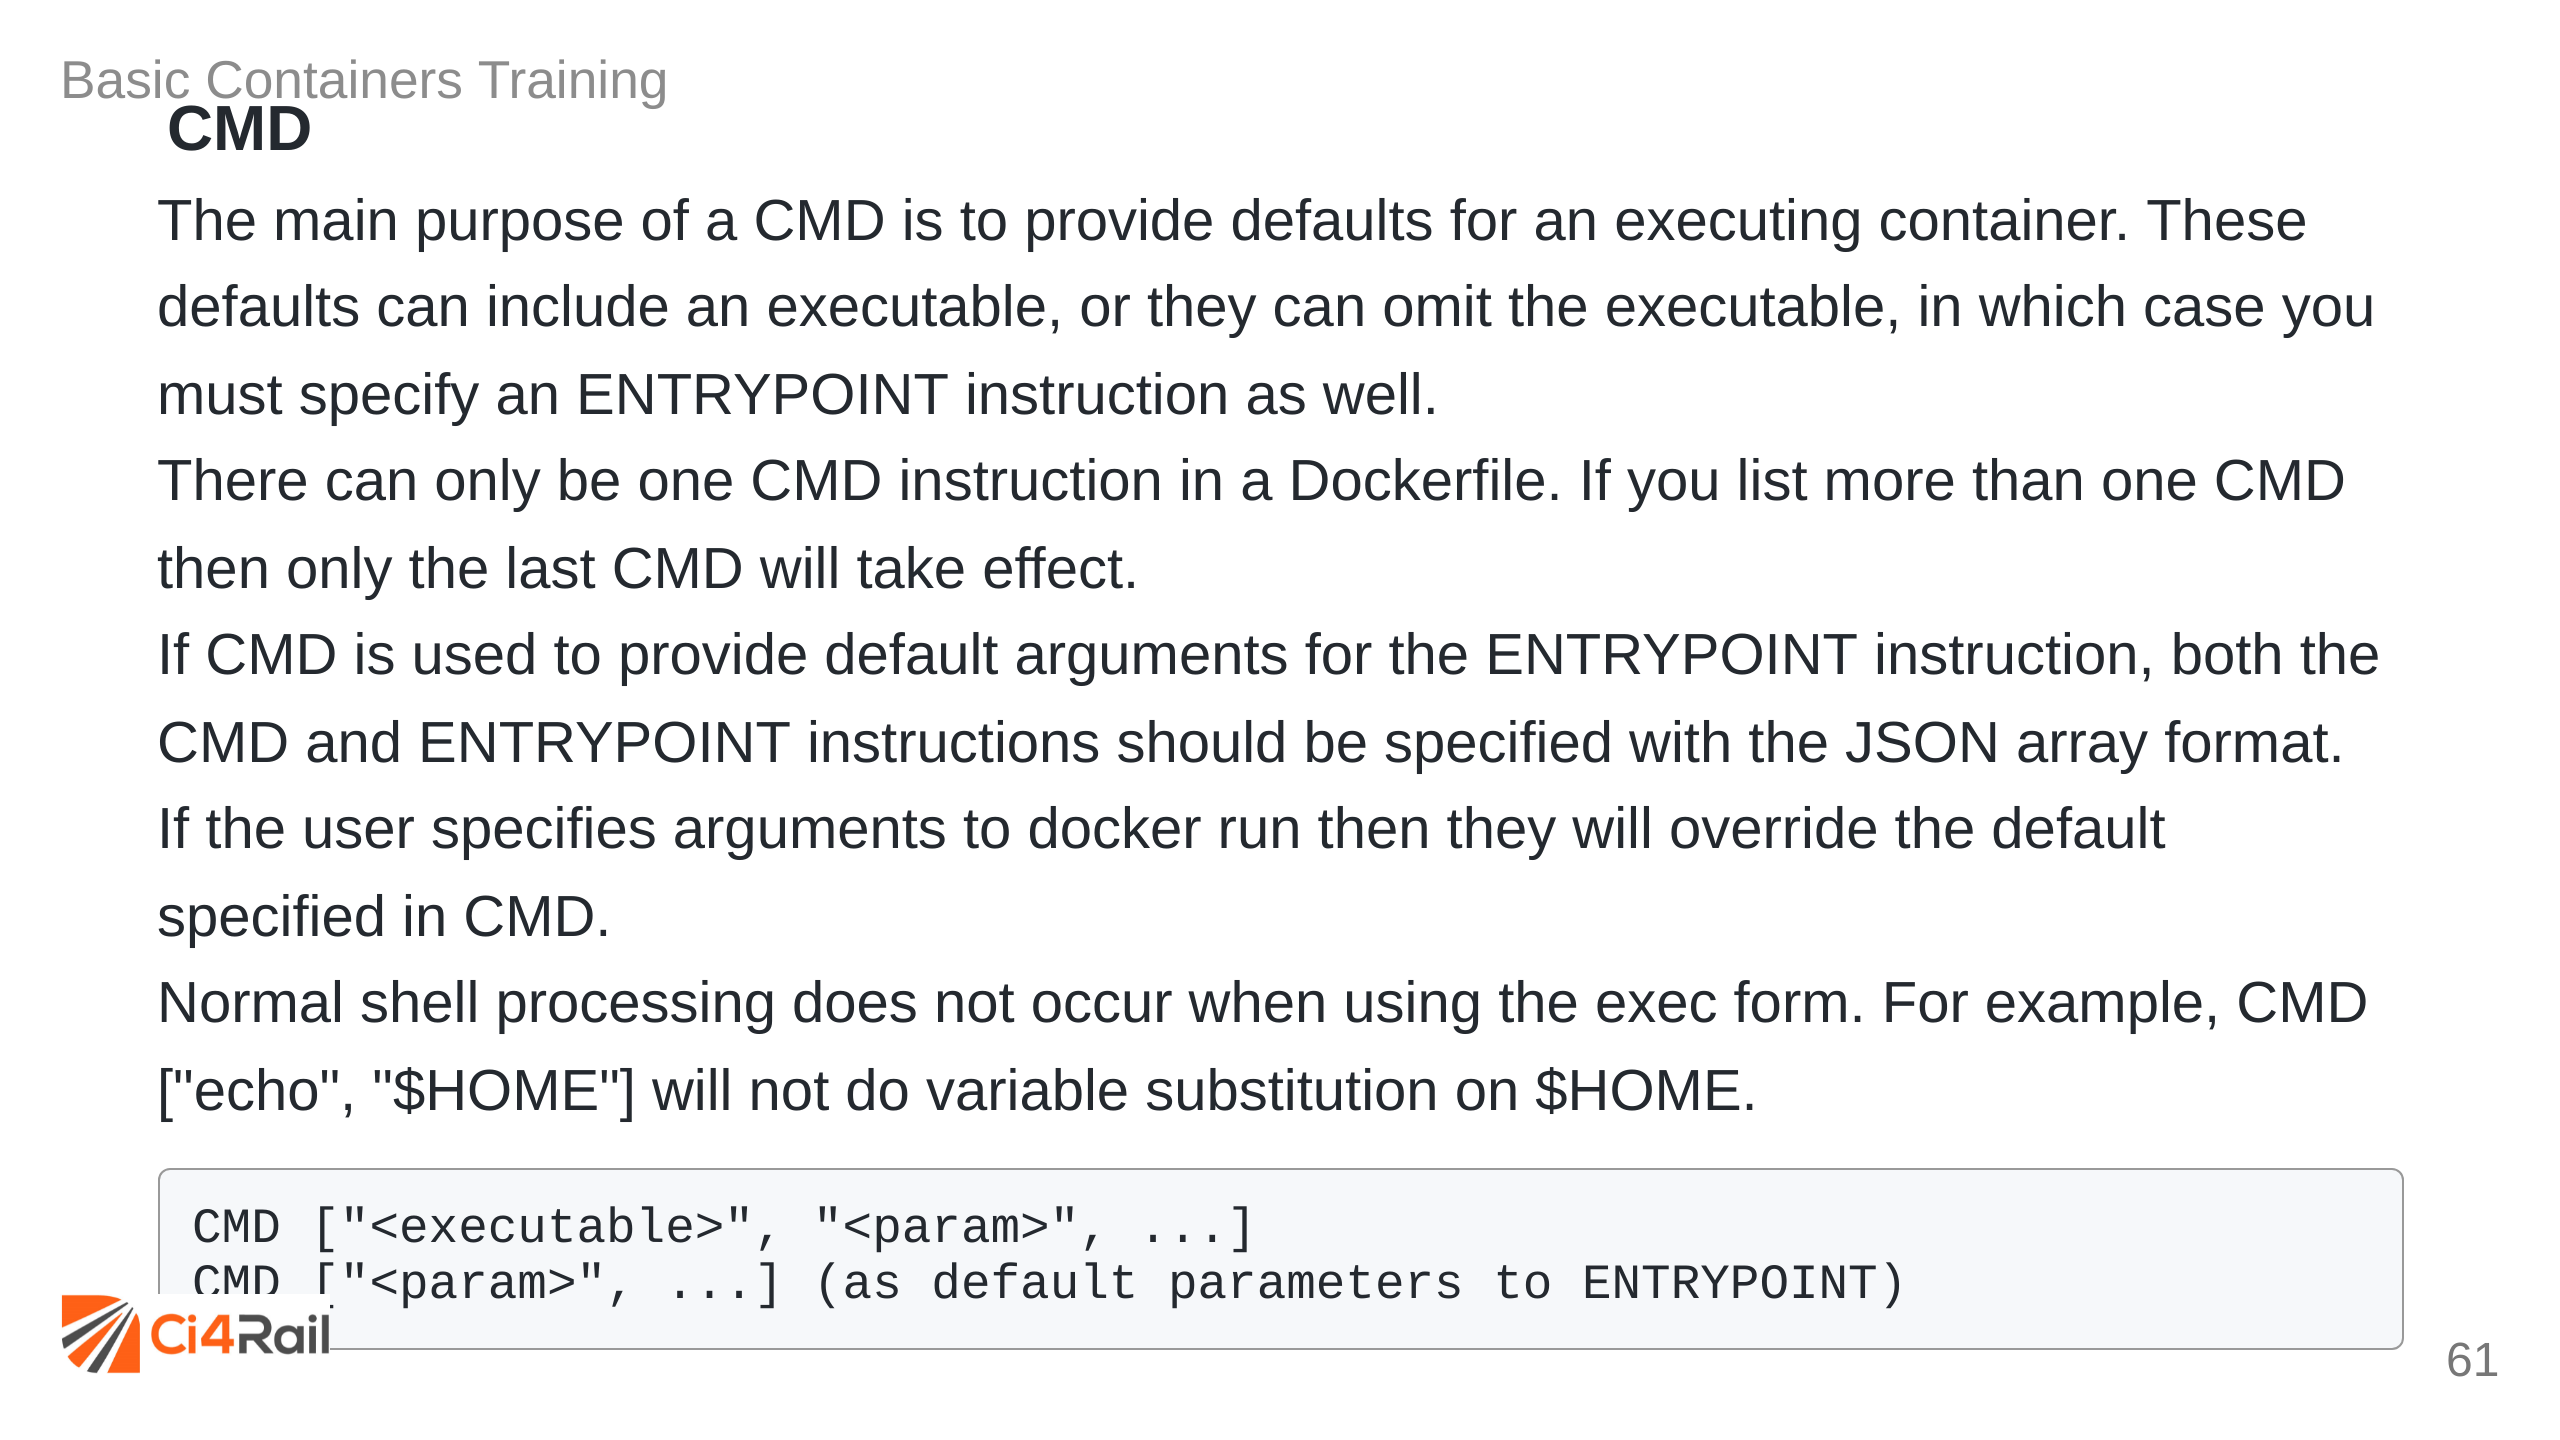 Basic Containers Training
CMD
The main purpose of a CMD is to provide defaults for an executing container. These
defaults can include an executable, or they can omit the executable, in which case you
must specify an ENTRYPOINT instruction as well.
There can only be one CMD instruction in a Dockerfile. If you list more than one CMD
then only the last CMD will take effect.
If CMD is used to provide default arguments for the ENTRYPOINT instruction, both the
CMD and ENTRYPOINT instructions should be specified with the JSON array format.
If the user specifies arguments to docker run then they will override the default
specified in CMD.
Normal shell processing does not occur when using the exec form. For example, CMD
["echo", "$HOME"] will not do variable substitution on $HOME.
CMD ["<executable>", "<param>", ...]
CMD ["<param>", ...] (as default parameters to ENTRYPOINT)
Ci4Rail
61